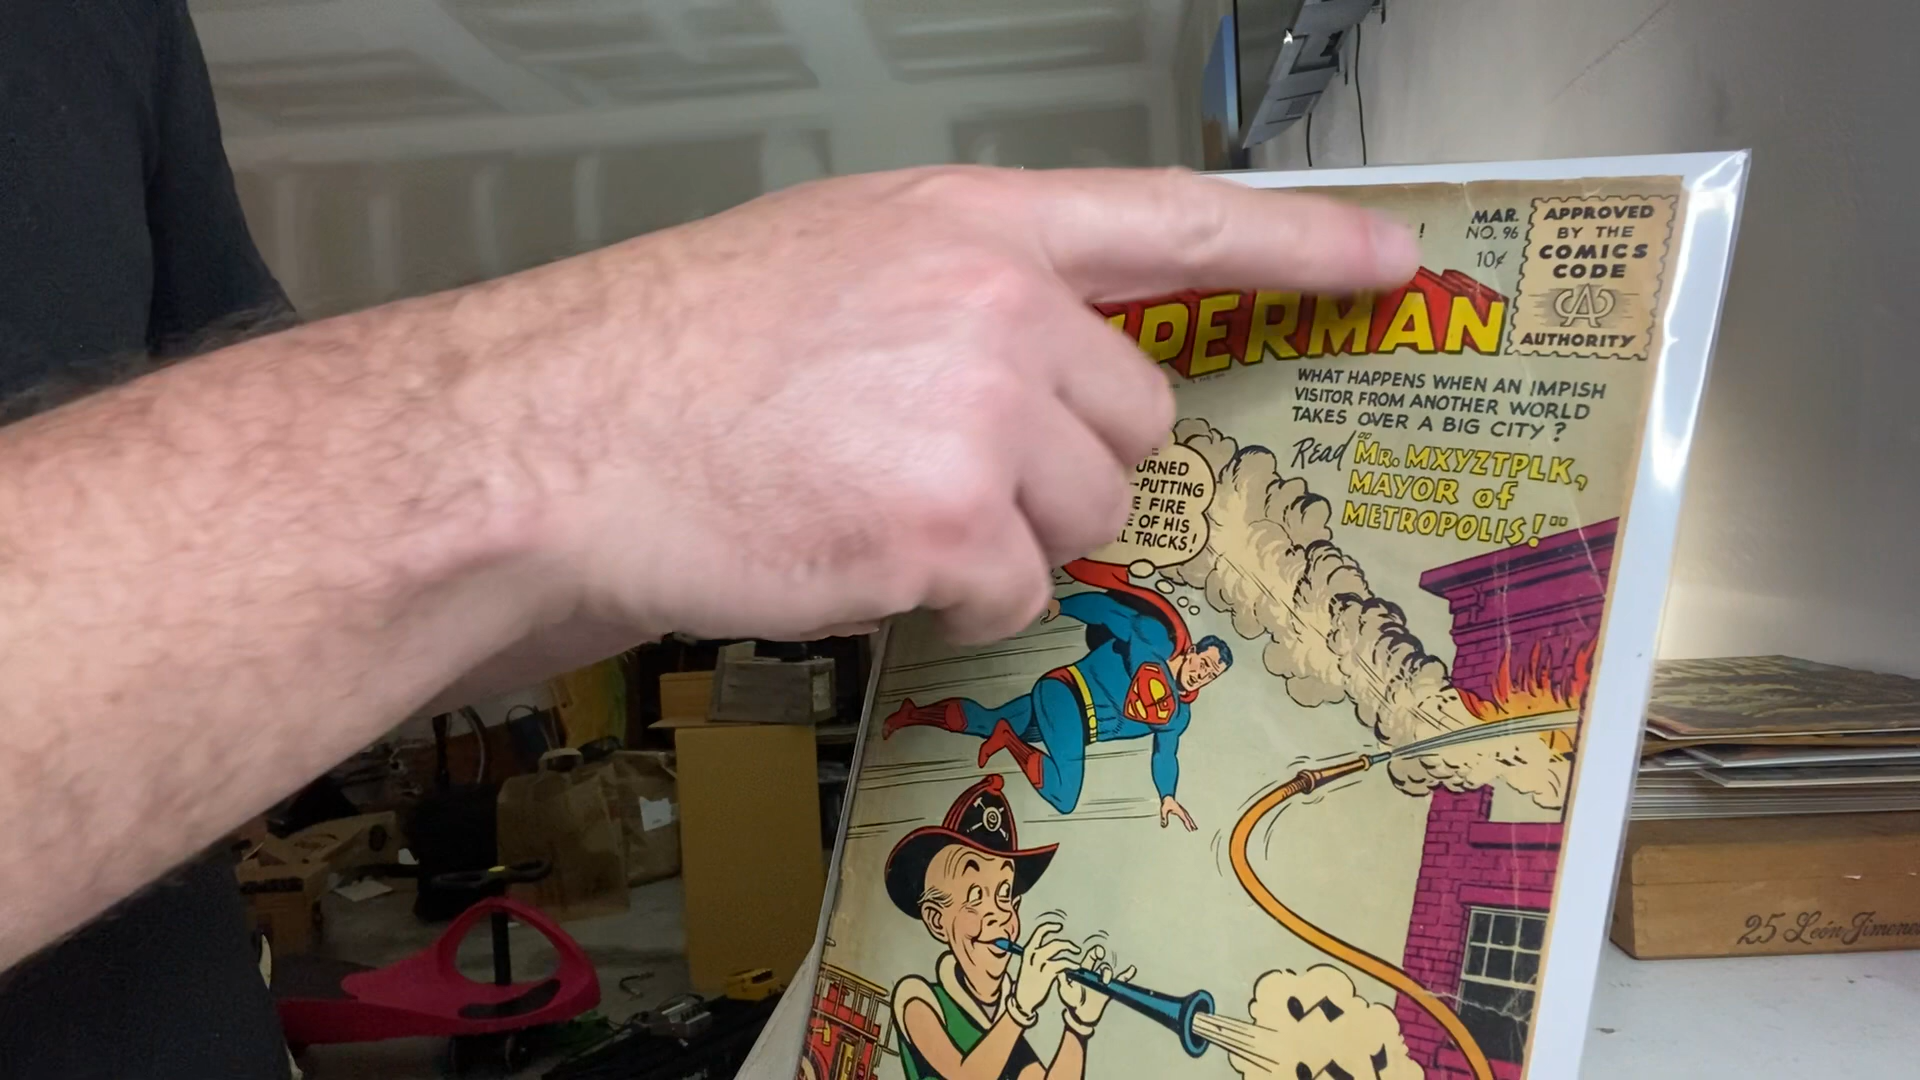 !
MAR.
NO. 96
10¢
APPROVED
BY THE
COMICS
CODE
CA
AUTHORITY
PERMAN
WHAT HAPPENS WHEN AN IMPISH
VISITOR FROM ANOTHER WORLD
TAKES OVER A BIG CITY?
Read "MR. MXYZTPLK,
MAYOR of
METROPOLIS!"
URNED
-PUTTING
E FIRE
E OF HIS
L TRICKS!
S
25 León Jimene